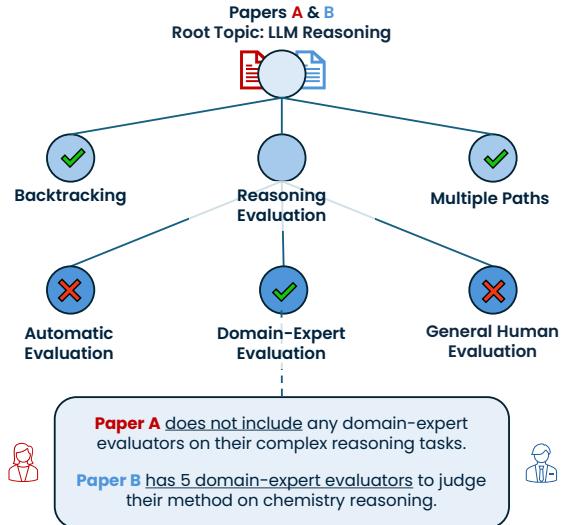 Papers A & B
Root Topic: LLM Reasoning
Backtracking
Reasoning
Evaluation
Multiple Paths
Automatic
Evaluation
Domain-Expert
Evaluation
General Human
Evaluation
Paper A does not include any domain-expert
evaluators on their complex reasoning tasks.
Paper B has 5 domain-expert evaluators to judge
their method on chemistry reasoning.